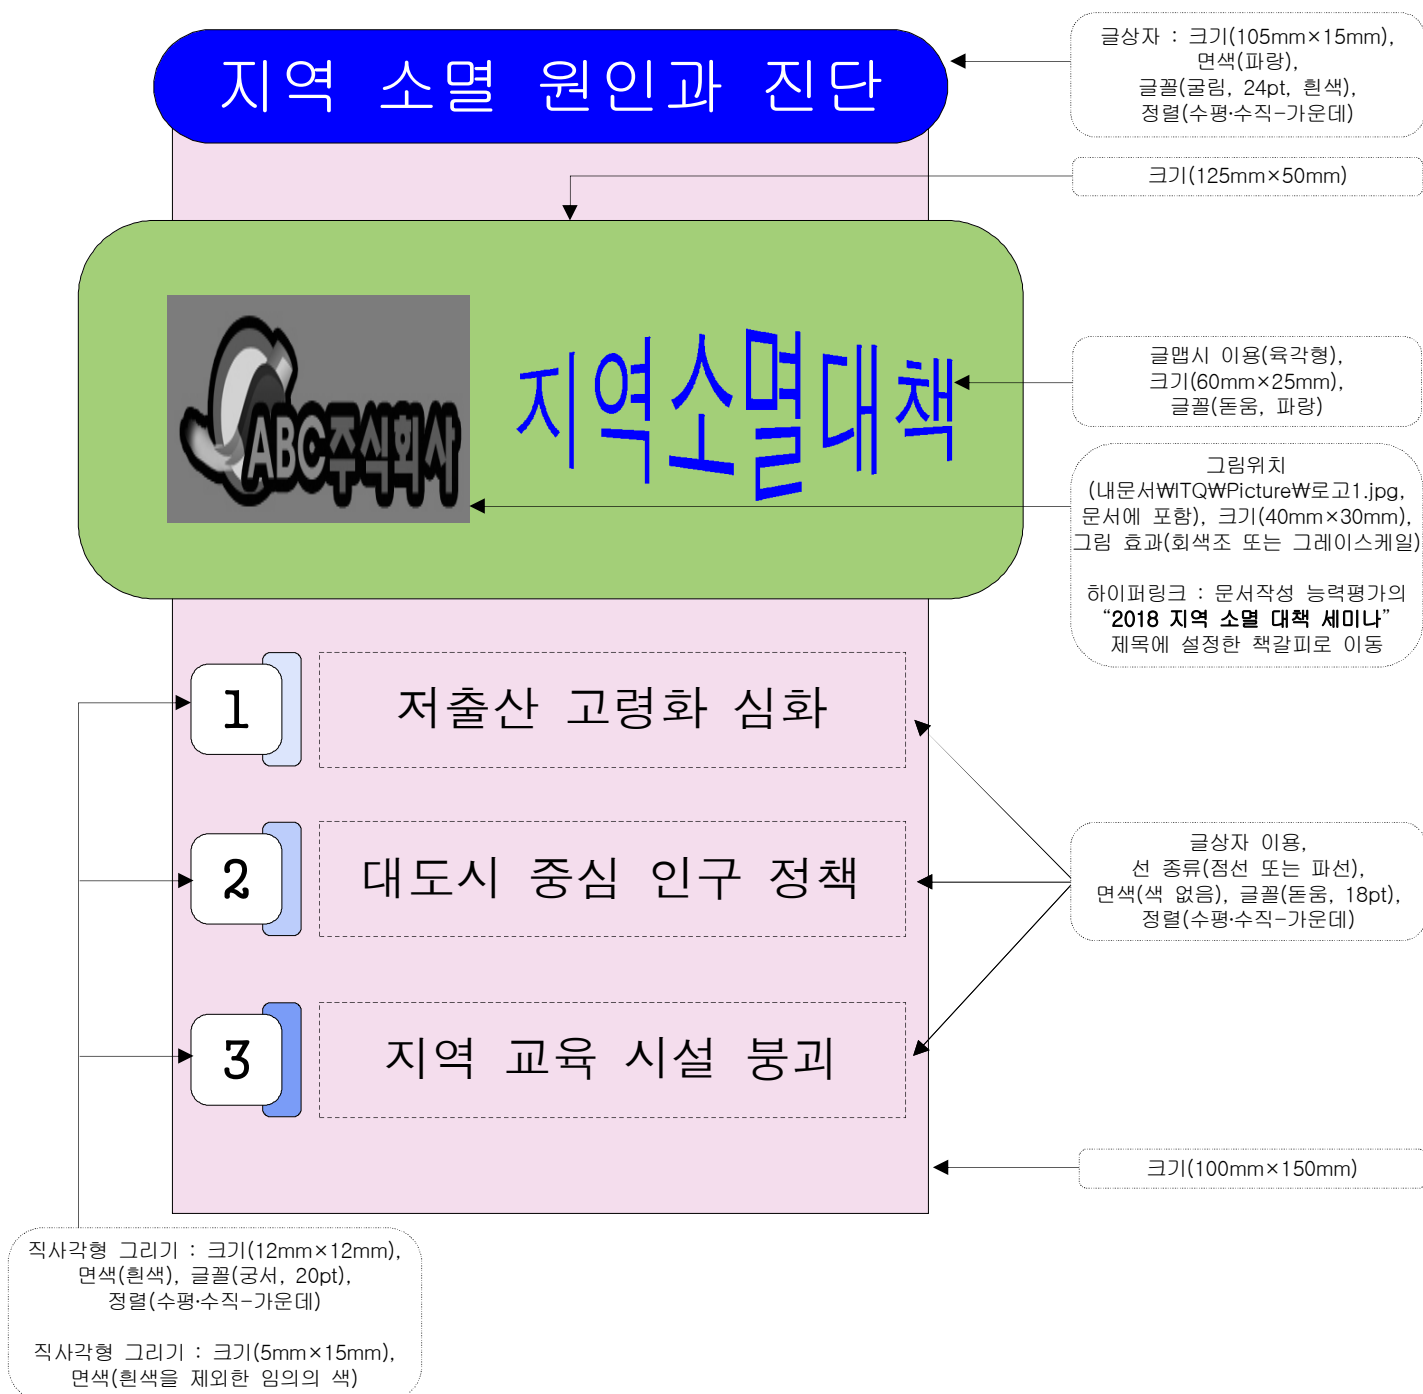 지역 소멸 원인과 진단
글상자 : 크기(105mm×15mm),
면색(파랑),
글꼴(굴림, 24pt, 흰색),
정렬(수평·수직-가운데)
크기(125mm×50mm)
ABC주식회사
지역소멸대책
글맵시 이용(육각형),
크기(60mm×25mm),
글꼴(돋움, 파랑)
그림위치
(내문서₩ITQ₩Picture₩로고1.jpg,
문서에 포함), 크기(40mm×30mm),
그림 효과(회색조 또는 그레이스케일)
하이퍼링크 : 문서작성 능력평가의
“2018 지역 소멸 대책 세미나”
제목에 설정한 책갈피로 이동
1
저출산 고령화 심화
2
대도시 중심 인구 정책
글상자 이용,
선 종류(점선 또는 파선),
면색(색 없음), 글꼴(돋움, 18pt),
정렬(수평·수직-가운데)
3
지역 교육 시설 붕괴
크기(100mm×150mm)
직사각형 그리기 : 크기(12mm×12mm),
면색(흰색), 글꼴(궁서, 20pt),
정렬(수평·수직-가운데)
직사각형 그리기 : 크기(5mm×15mm),
면색(흰색을 제외한 임의의 색)